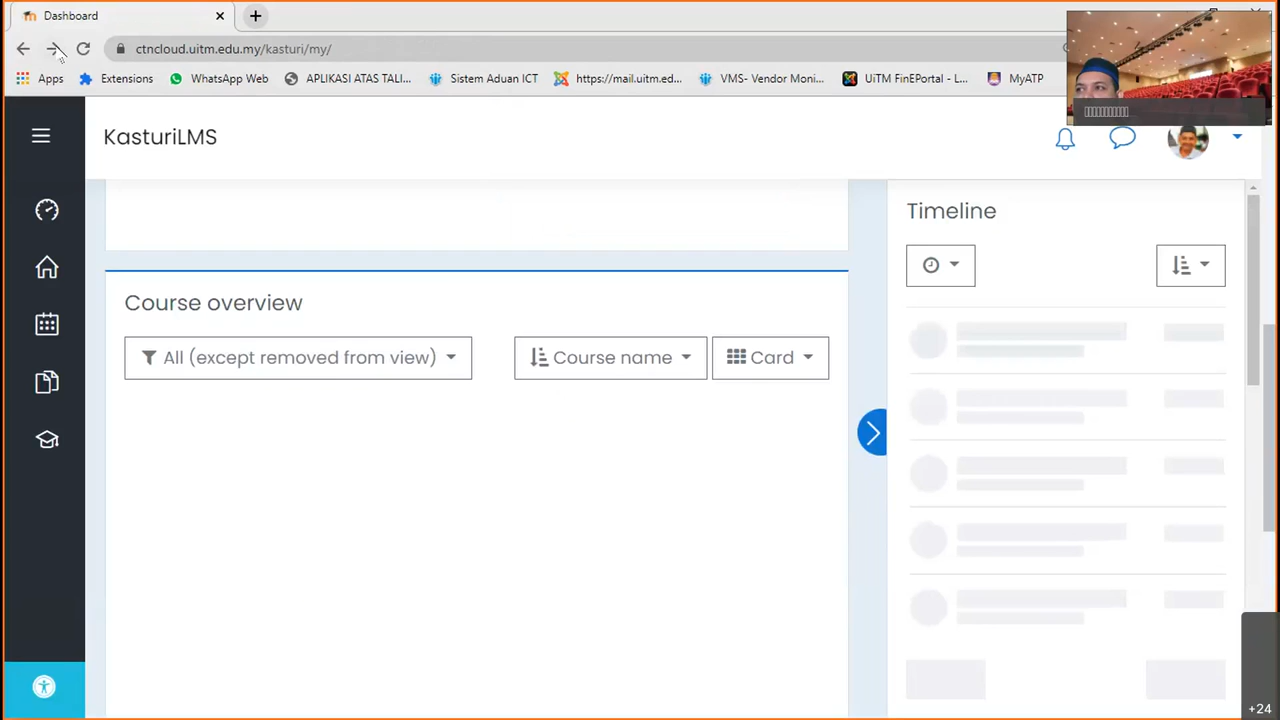 Dashboard
ctncloud.uitm.edu.my/kasturi/my/
Apps
Extensions
WhatsApp Web
APLIKASI ATAS TALI...
Sistem Aduan ICT
https://mail.uitm.ed...
VMS- Vendor Moni...
UiTM FinEPortal - L...
MyATP
KasturiLMS
Timeline
Course overview
All (except removed from view)
Course name
Card
+24